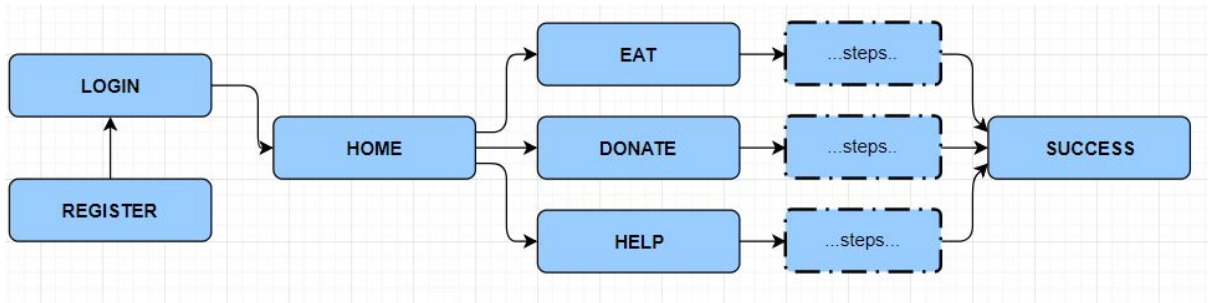 LOGIN
REGISTER
HOME
EAT
...steps..
DONATE
...steps..
HELP
...steps...
SUCCESS